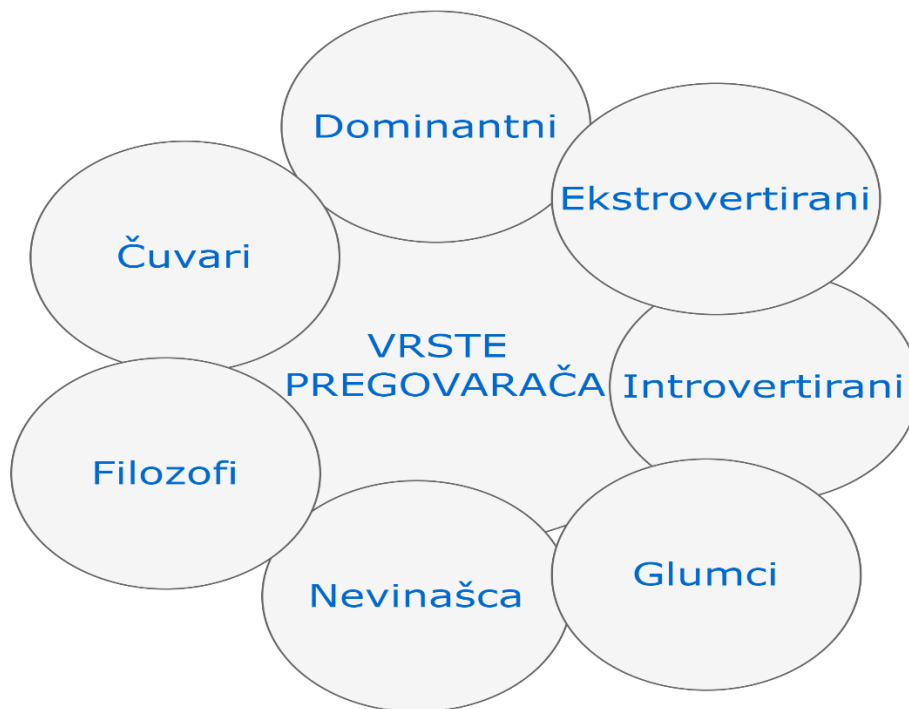 Dominantni
Ekstrovertirani
Čuvari
VRSTE
PREGOVARAČA
Introvertirani
Filozofi
Glumci
Nevinašca